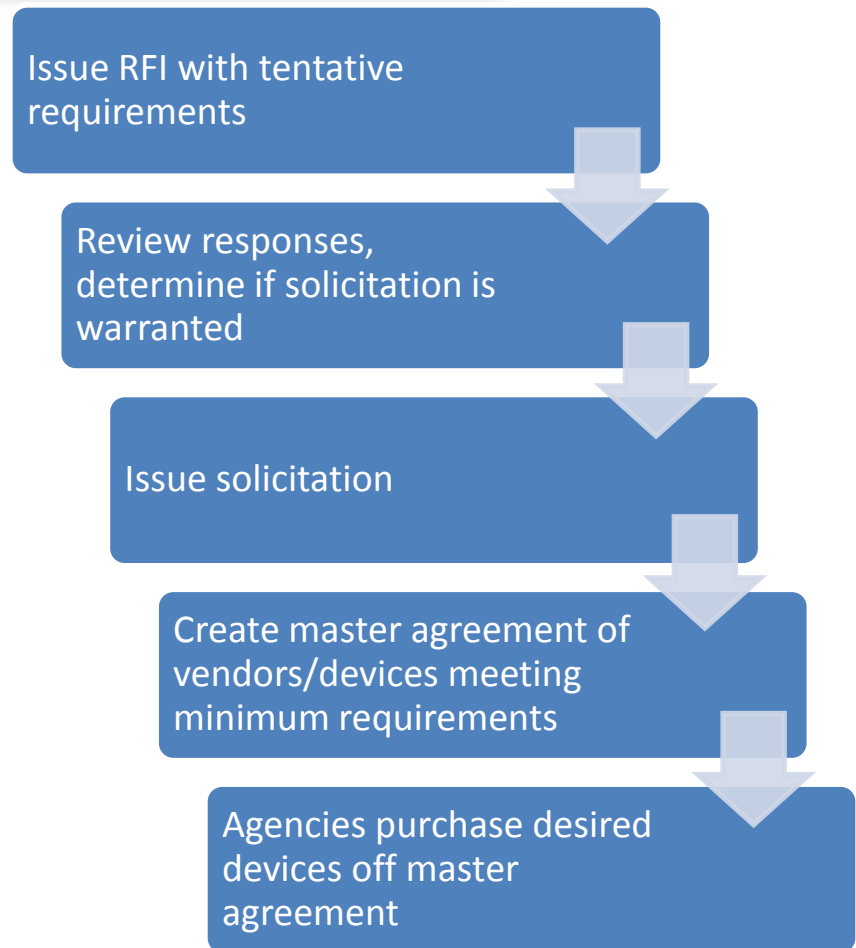 Issue RFI with tentative
requirements
Review responses,
determine if solicitation is
warranted
Issue solicitation
Create master agreement of
vendors/devices meeting
minimum requirements
Agencies purchase desired
devices off master
agreement